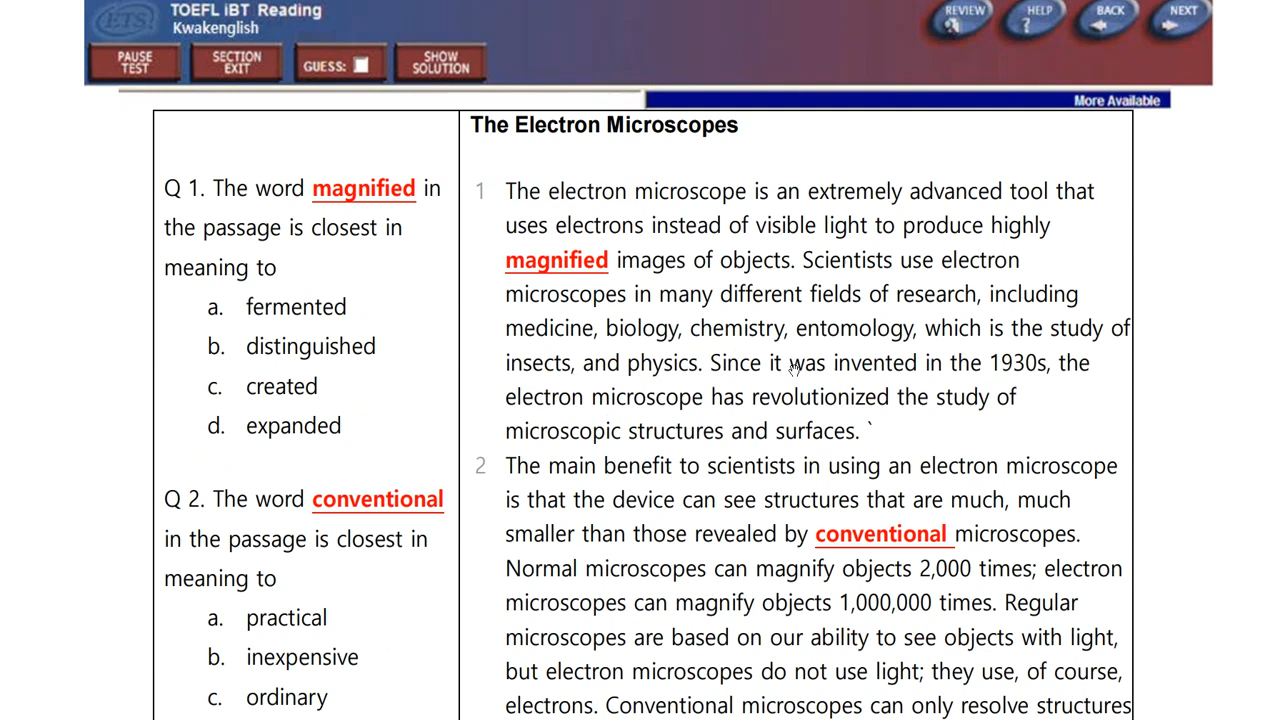 ETS
TOEFL iBT Reading
Kwakenglish
REVIEW
HELP
BACK
NEXT
PAUSE TEST
SECTION EXIT
GUESS:
SHOW SOLUTION
More Available
Q 1. The word magnified in
the passage is closest in
meaning to
a. fermented
b. distinguished
c. created
d. expanded
Q 2. The word conventional
in the passage is closest in
meaning to
a. practical
b. inexpensive
c. ordinary
The Electron Microscopes
1 The electron microscope is an extremely advanced tool that
uses electrons instead of visible light to produce highly
magnified images of objects. Scientists use electron
microscopes in many different fields of research, including
medicine, biology, chemistry, entomology, which is the study of
insects, and physics. Since it was invented in the 1930s, the
electron microscope has revolutionized the study of
microscopic structures and surfaces. `
2 The main benefit to scientists in using an electron microscope
is that the device can see structures that are much, much
smaller than those revealed by conventional microscopes.
Normal microscopes can magnify objects 2,000 times; electron
microscopes can magnify objects 1,000,000 times. Regular
microscopes are based on our ability to see objects with light,
but electron microscopes do not use light; they use, of course,
electrons. Conventional microscopes can only resolve structures